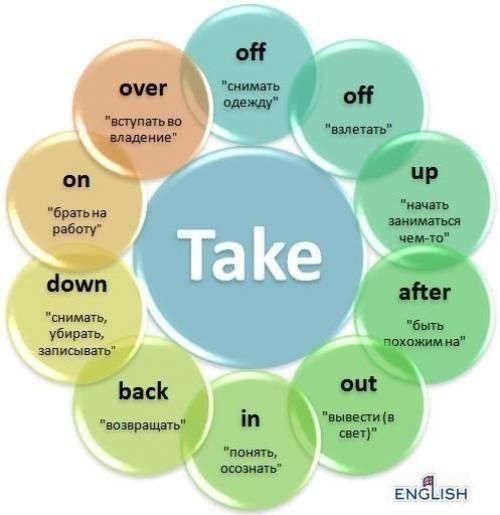 Take
off
"снимать
одежду"
off
"взлетать"
up
"начать
заниматься
чем-то"
after
"быть
похожим на"
out
"вывести (в
свет)"
in
"понять,
осознать"
back
"возвращать"
down
"снимать,
убирать,
записывать"
on
"брать на
работу"
over
"вступать во
владение"
ENGLISH